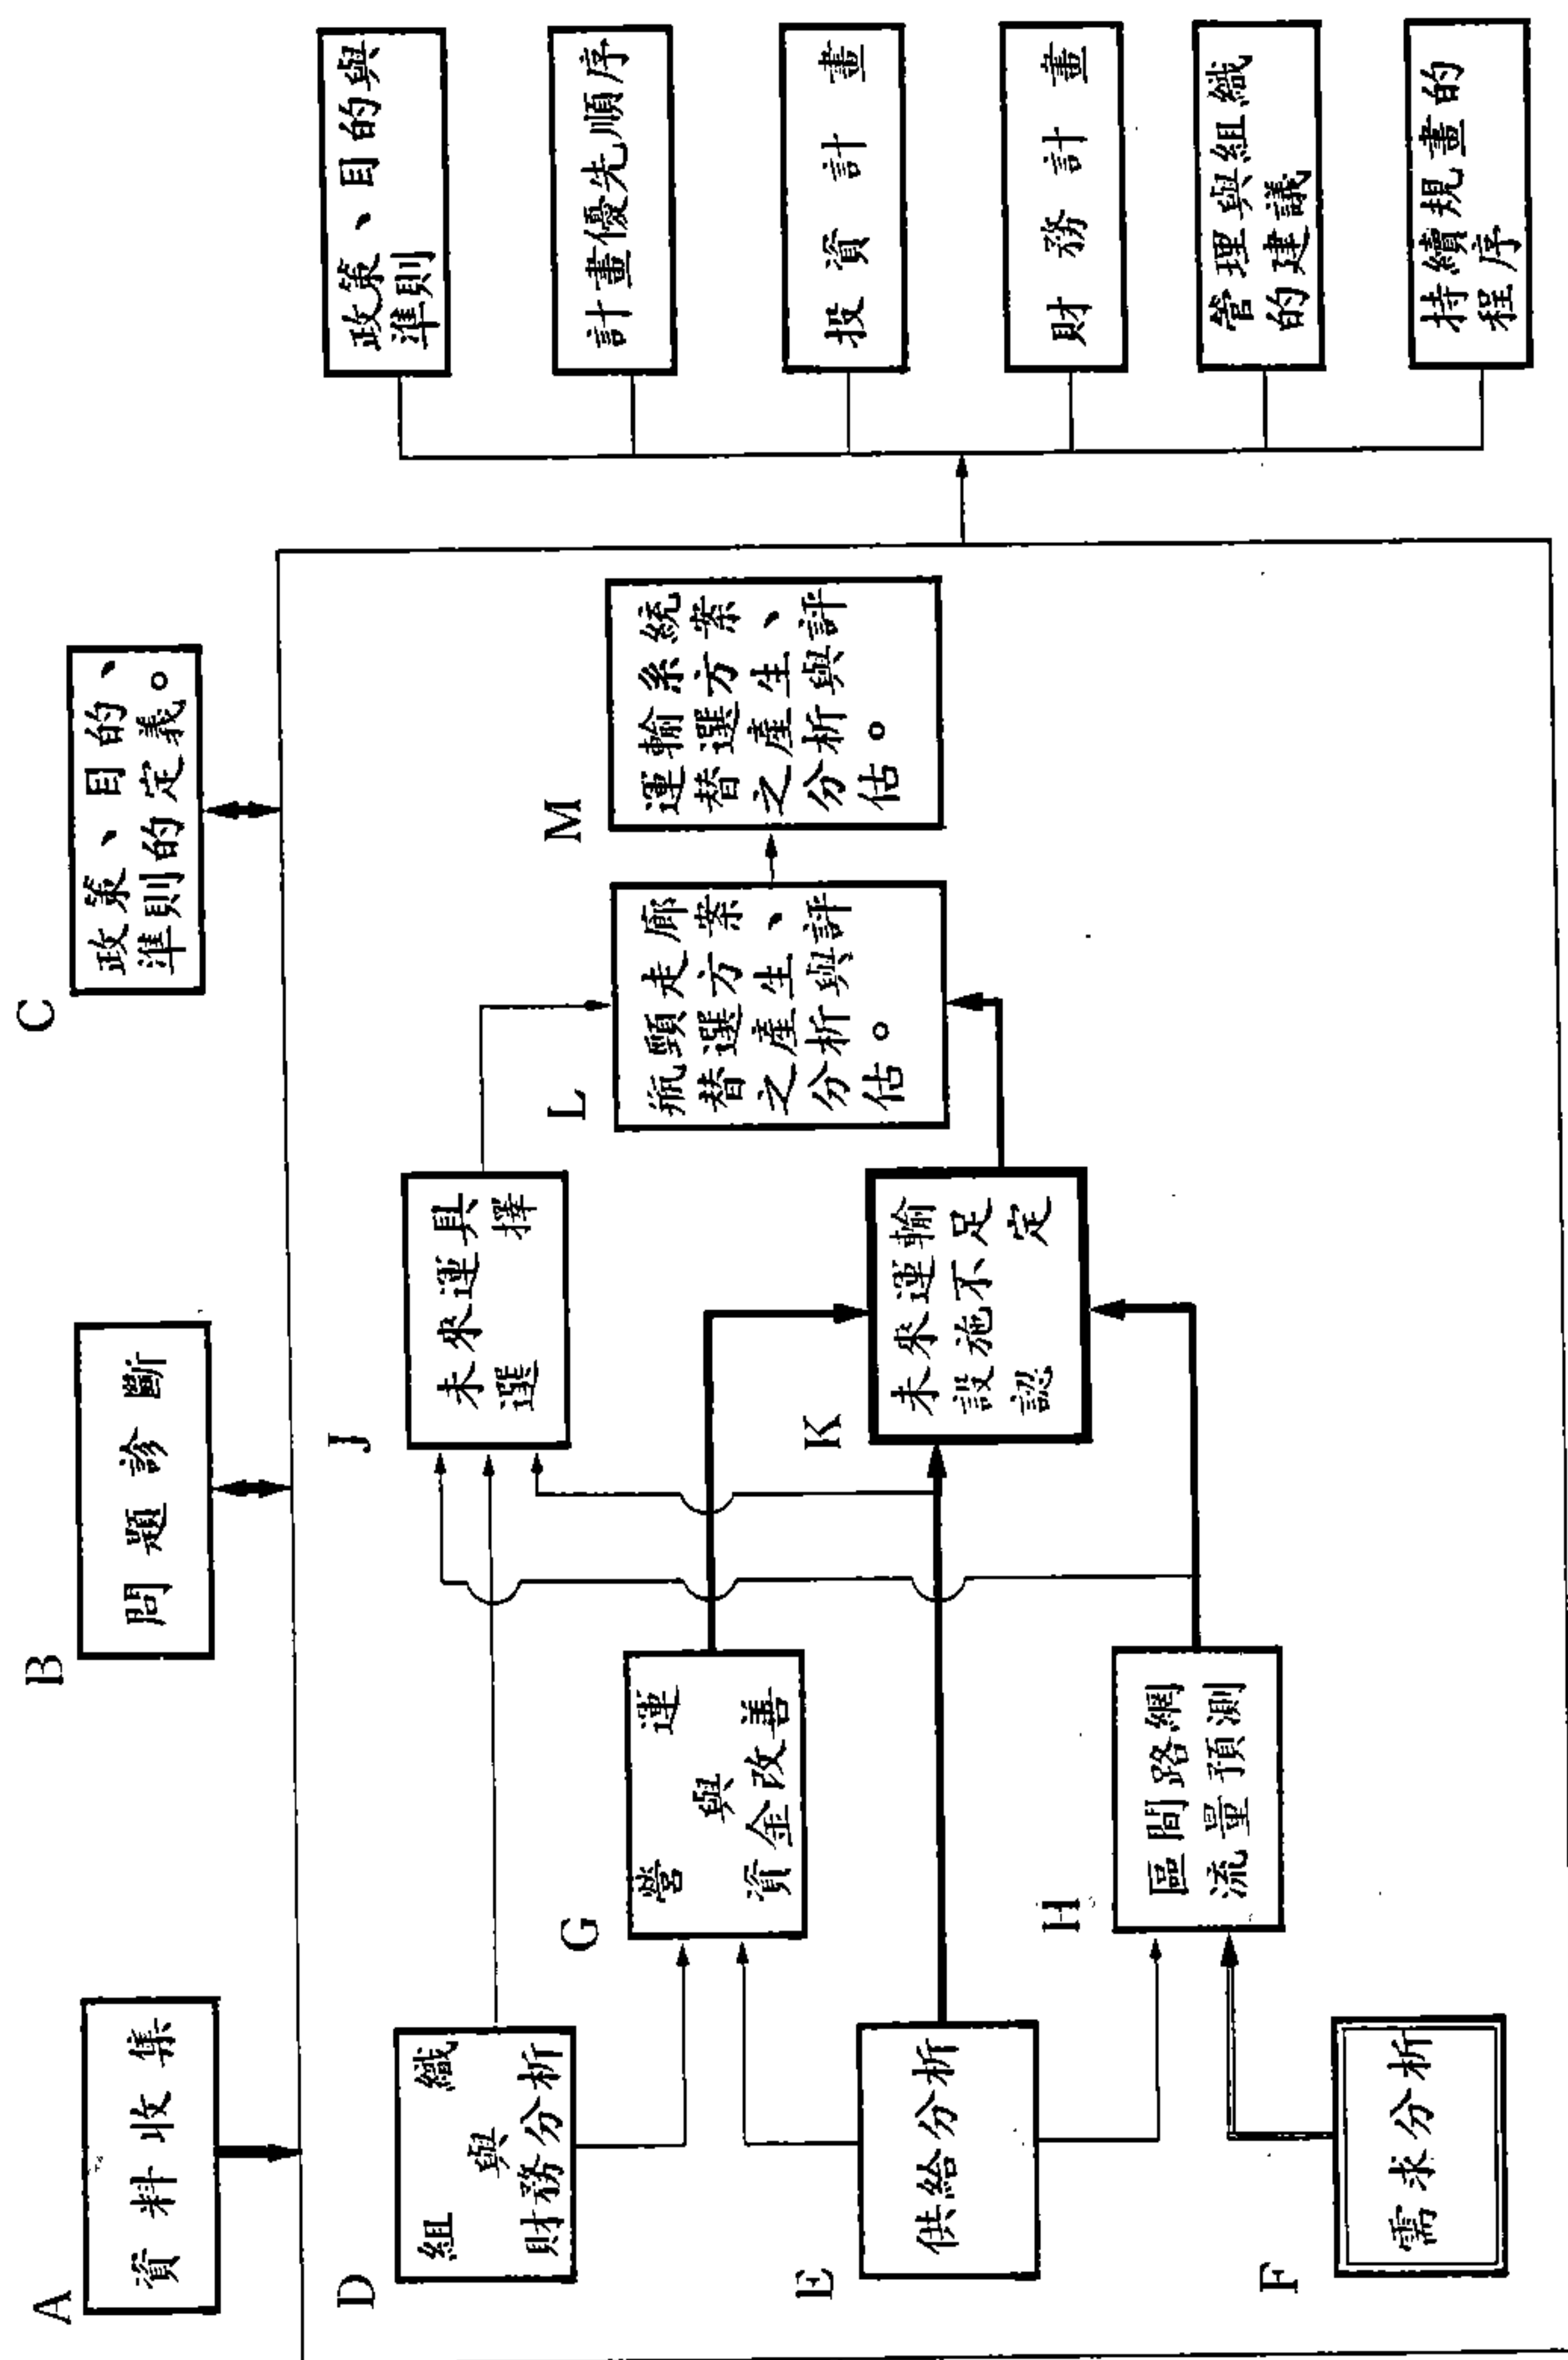 A
資料收集
B
問題診斷
C
政策、目的、
準則的定義。
D
組織
與
財務分析
E
供給分析
F
需求分析
G
營運
與
資金改善
H
區間路網
流量預測
J
未來運具
選擇
K
未來運輸
設施不足
認定
L
瓶頸走廊
替選方案
之產生、
分析與評
估。
M
運輸系統
替選方案
之產生、
分析與評
估。
政策、目的與
準則
計畫優先順序
投資計畫
財務計畫
管理與組織
的建議
持續規畫的
程序